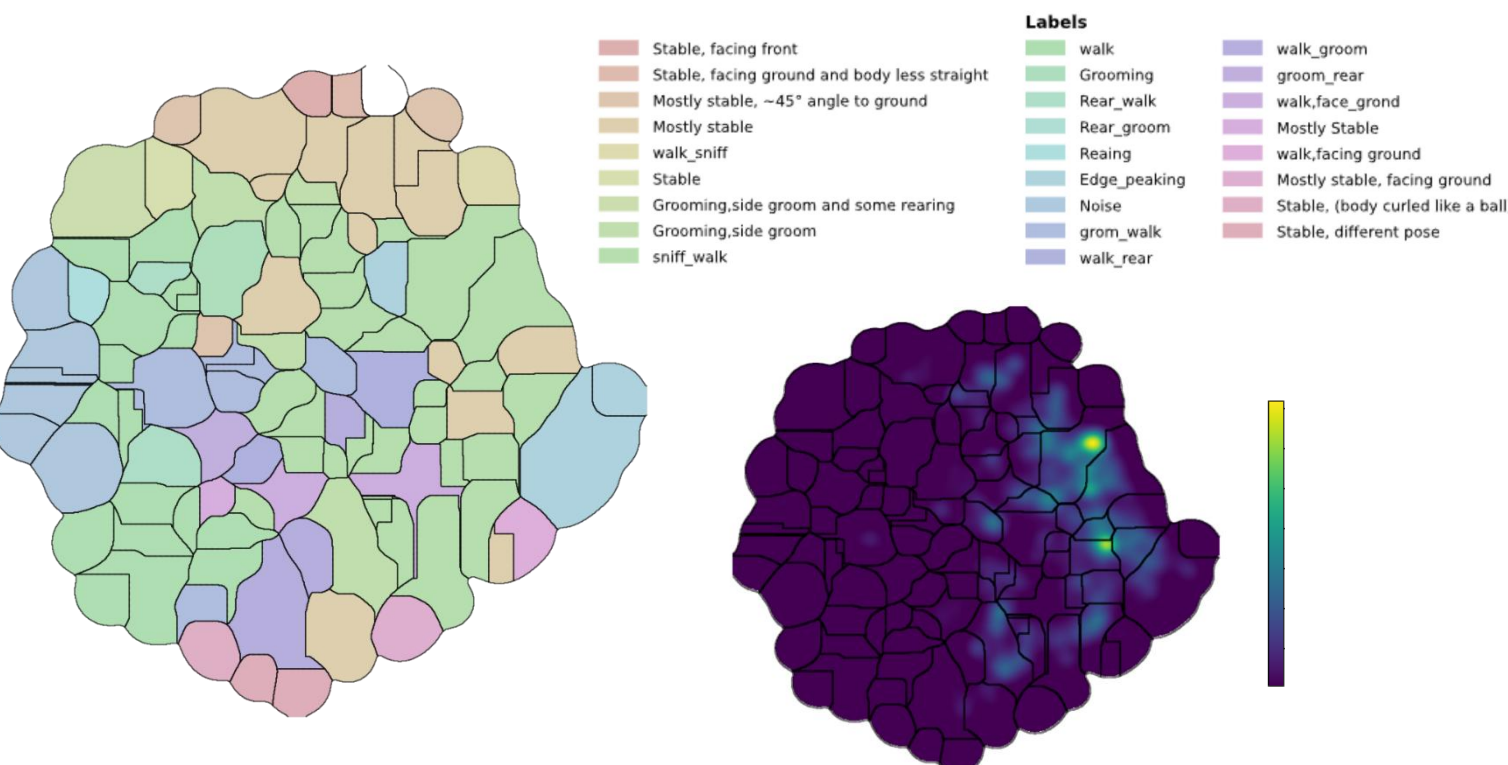 Labels
Stable, facing front
Stable, facing ground and body less straight
Mostly stable, ~45° angle to ground
Mostly stable
walk_sniff
Stable
Grooming,side groom and some rearing
Grooming,side groom
sniff_walk
walk
Grooming
Rear_walk
Rear_groom
Reaing
Edge_peaking
Noise
grom_walk
walk_rear
walk_groom
groom_rear
walk,face_grond
Mostly Stable
walk,facing ground
Mostly stable, facing ground
Stable, (body curled like a ball
Stable, different pose